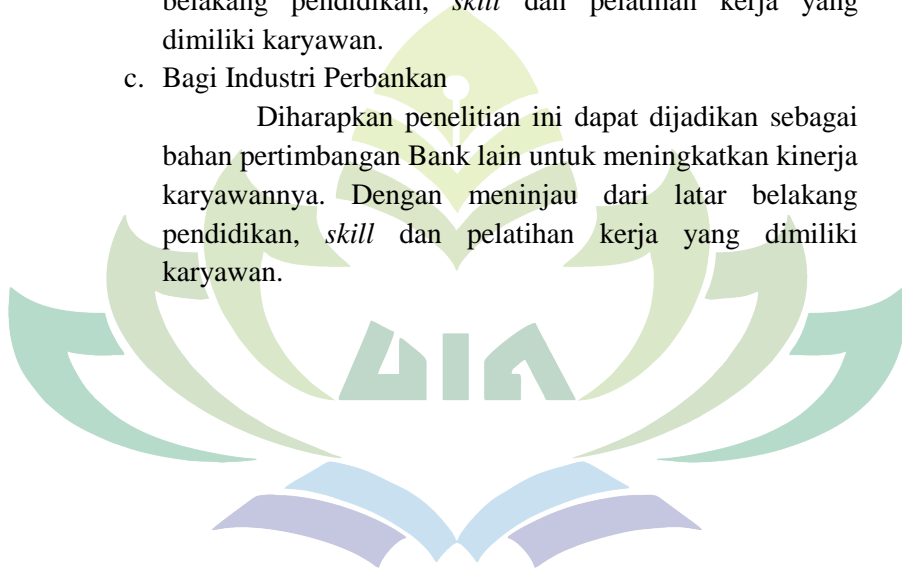 belakang pendidikan, skill dan pelatihan kerja yang
dimiliki karyawan.
c. Bagi Industri Perbankan
Diharapkan penelitian ini dapat dijadikan sebagai
bahan pertimbangan Bank lain untuk meningkatkan kinerja
karyawannya. Dengan meninjau dari latar belakang
pendidikan, skill dan pelatihan kerja yang dimiliki
karyawan.
UIN